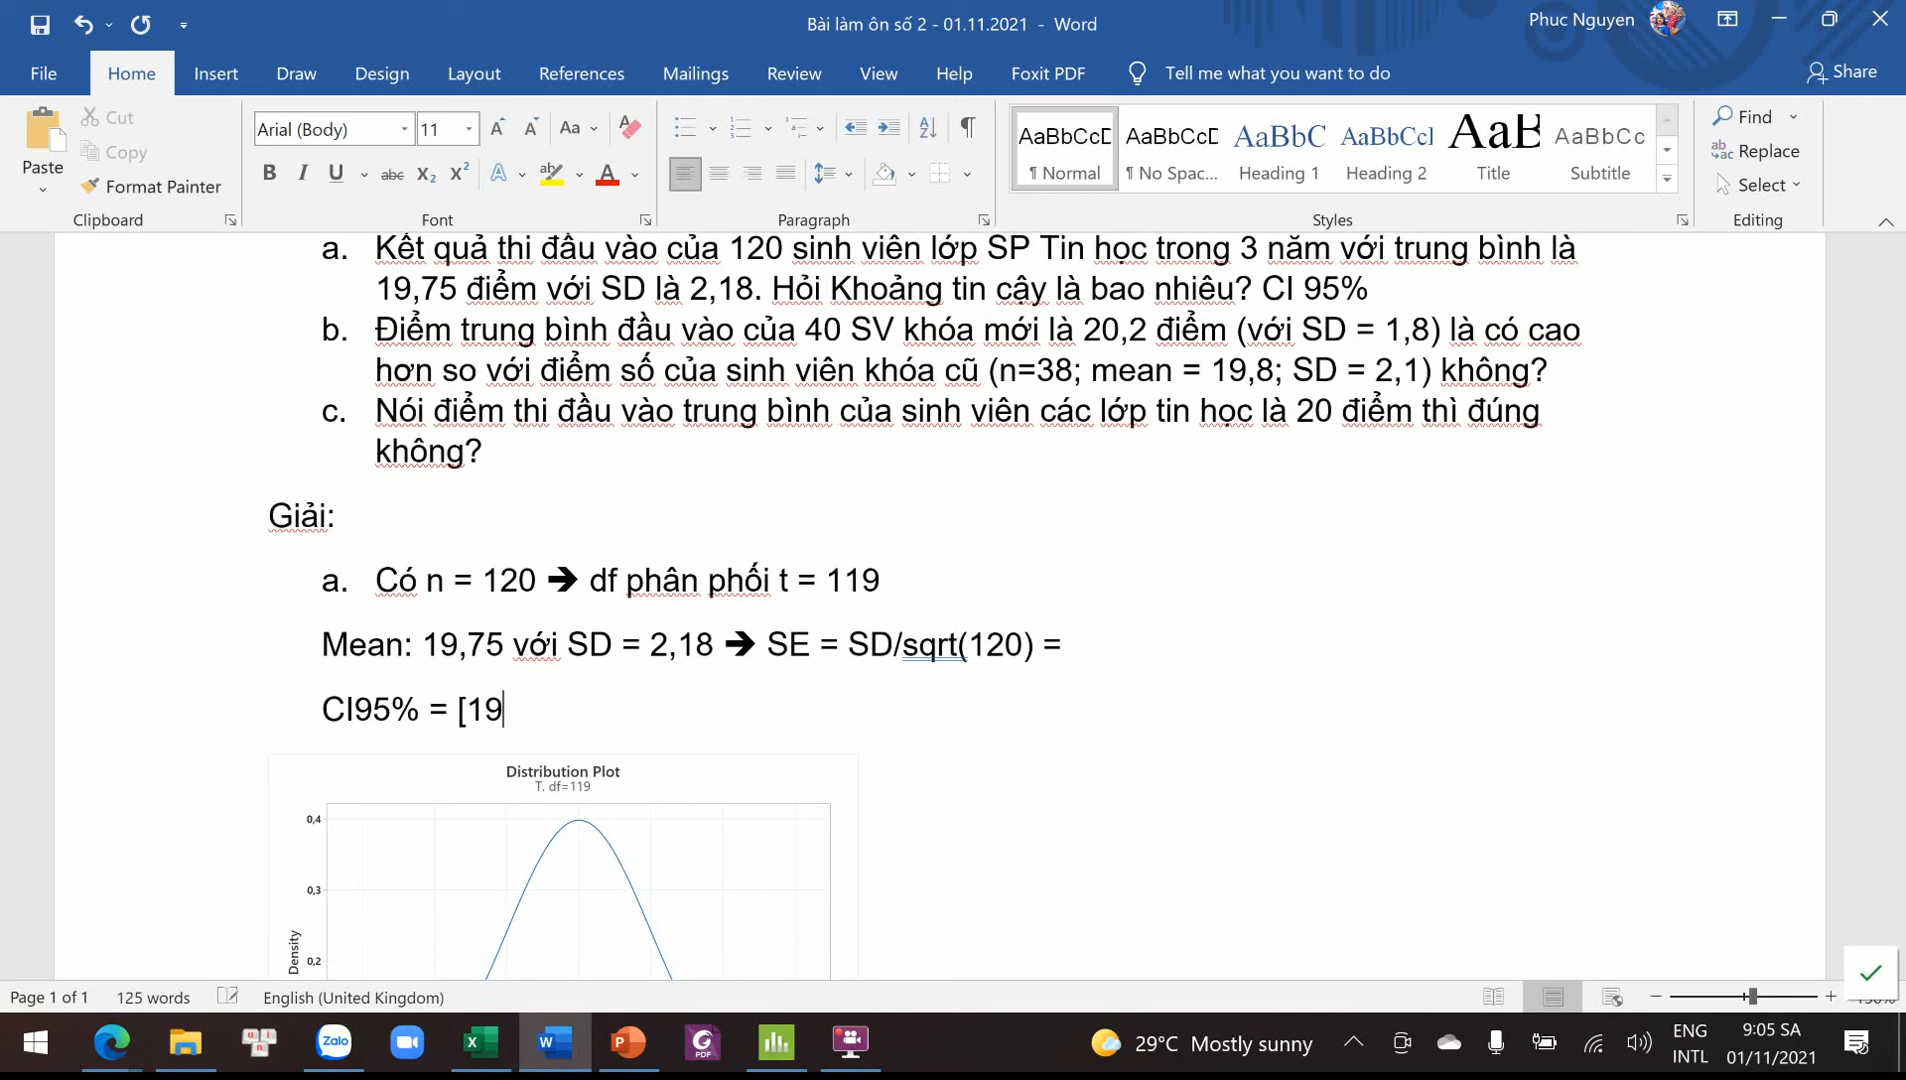 Bài làm ôn số 2 - 01.11.2021 - Word
Phuc Nguyen
File Home Insert Draw Design Layout References Mailings Review View Help Foxit PDF Tell me what you want to do Share
Paste
Cut
Copy
Format Painter
Clipboard
Arial (Body) 11
Font
Paragraph
AaBbCcD AaBbCcD AaBbC AaBbCcl AaB AaBbCc
¶ Normal ¶ No Spac... Heading 1 Heading 2 Title Subtitle
Styles
Find
Replace
Select
Editing
a. Kết quả thi đầu vào của 120 sinh viên lớp SP Tin học trong 3 năm với trung bình là
19,75 điểm với SD là 2,18. Hỏi Khoảng tin cậy là bao nhiêu? CI 95%
b. Điểm trung bình đầu vào của 40 SV khóa mới là 20,2 điểm (với SD = 1,8) là có cao
hơn so với điểm số của sinh viên khóa cũ (n=38; mean = 19,8; SD = 2,1) không?
c. Nói điểm thi đầu vào trung bình của sinh viên các lớp tin học là 20 điểm thì đúng
không?
Giải:
a. Có n = 120 ➔ df phân phối t = 119
Mean: 19,75 với SD = 2,18 ➔ SE = SD/sqrt(120) =
CI95% = [19
Distribution Plot
T. df=119
0,4
0,3
0,2
Density
Page 1 of 1 125 words English (United Kingdom)
Zalo
PDF
29°C Mostly sunny
ENG
INTL
9:05 SA
01/11/2021